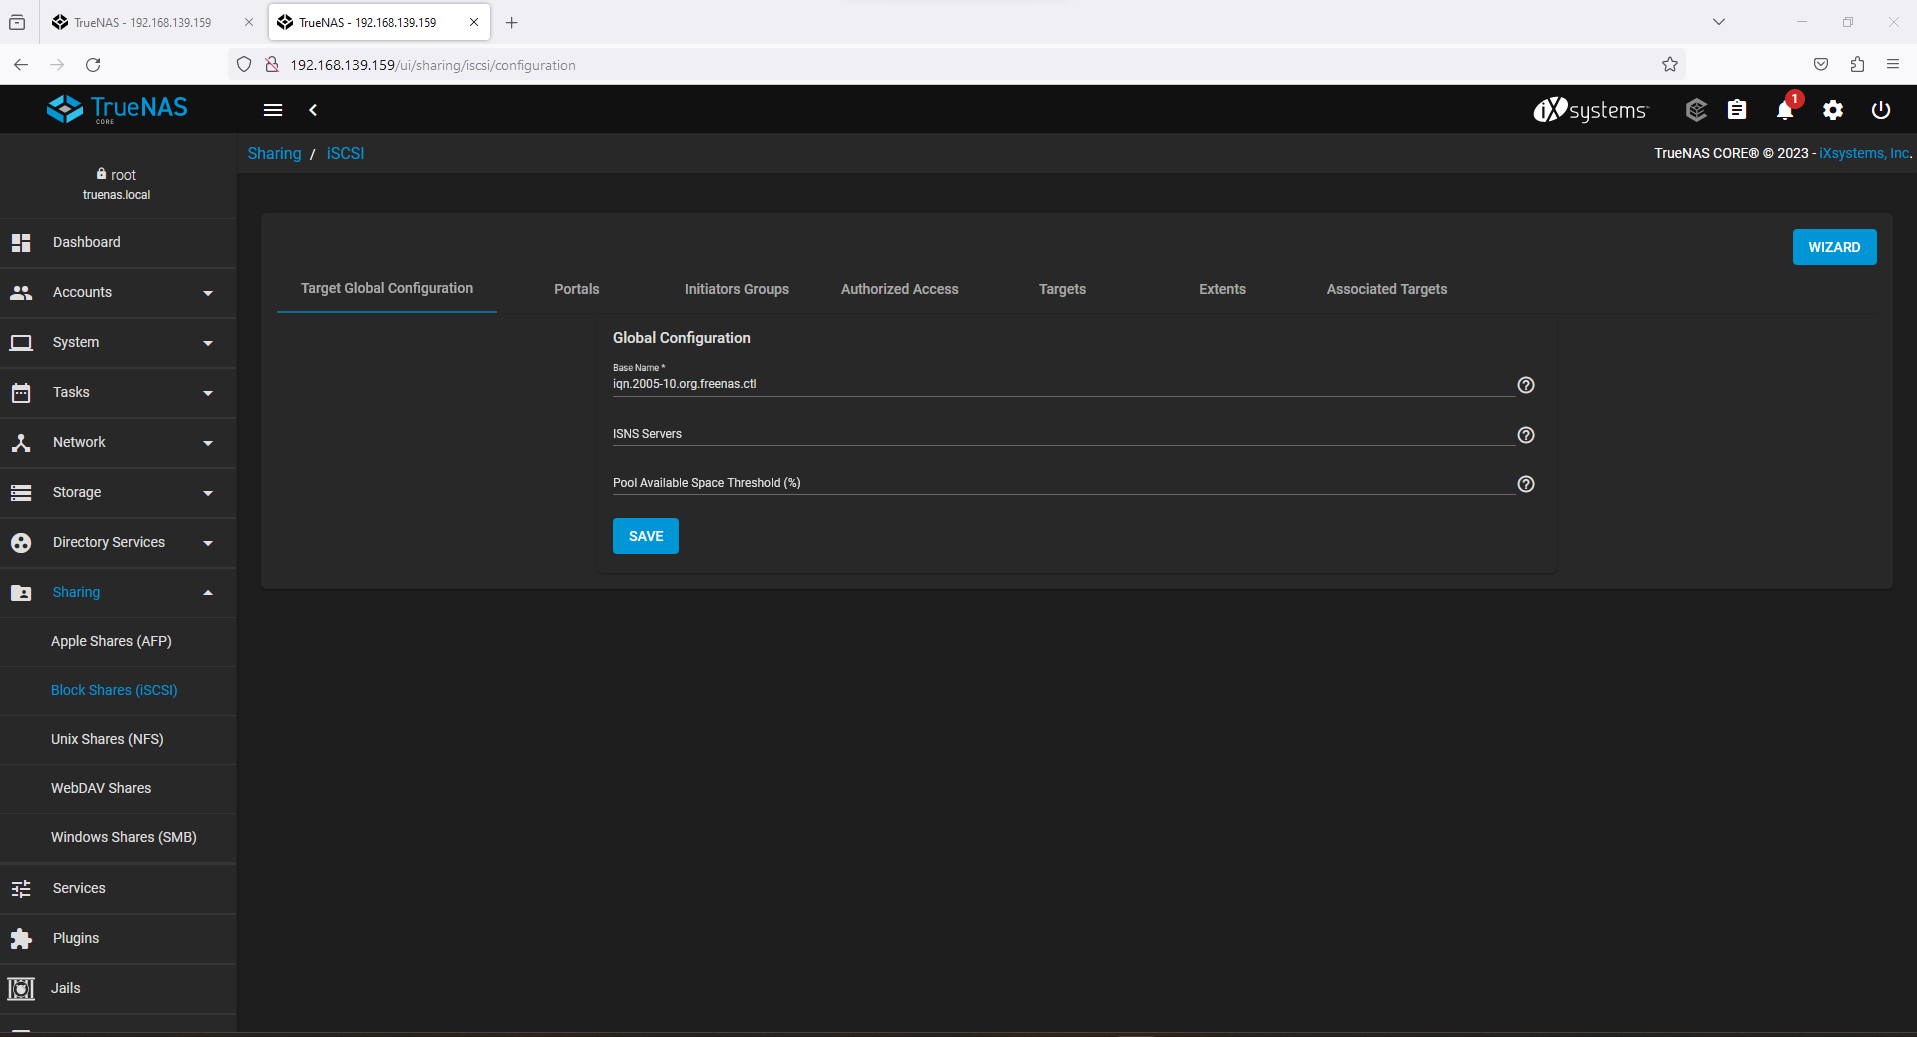 TrueNAS - 192.168.139.159
TrueNAS - 192.168.139.159
192.168.139.159/ui/sharing/iscsi/configuration
TrueNAS
CORE
iXsystems
1
root
truenas.local
Sharing / iSCSI
TrueNAS CORE® © 2023 - iXsystems, Inc.
Dashboard
Accounts
System
Tasks
Network
Storage
Directory Services
Sharing
Apple Shares (AFP)
Block Shares (iSCSI)
Unix Shares (NFS)
WebDAV Shares
Windows Shares (SMB)
Services
Plugins
Jails
WIZARD
Target Global Configuration
Portals
Initiators Groups
Authorized Access
Targets
Extents
Associated Targets
Global Configuration
Base Name *
iqn.2005-10.org.freenas.ctl
ISNS Servers
Pool Available Space Threshold (%)
SAVE